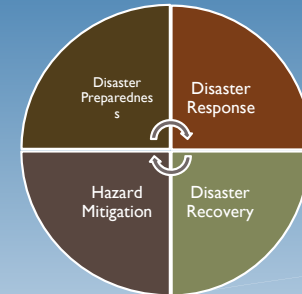 Disaster
Preparednes
s
Disaster
Response
Hazard
Mitigation
Disaster
Recovery